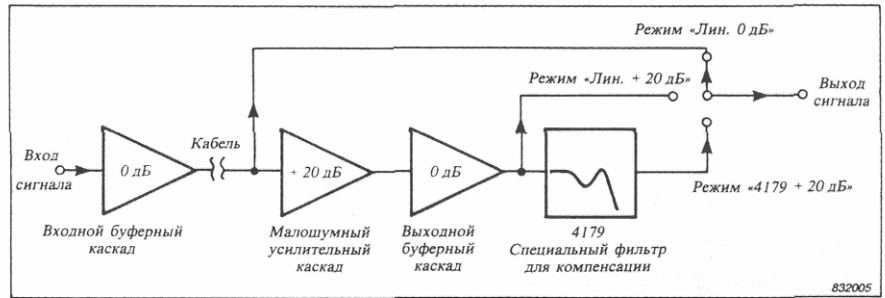 Режим «Лин. 0 дБ»
Режим «Лин. + 20 дБ»
Выход
сигнала
Кабель
Вход
сигнала
0 дБ
+ 20 дБ
0 дБ
Режим «4179 + 20 дБ»
Входной буферный
каскад
Малошумный
усилительный
каскад
Выходной
буферный
каскад
4179
Специальный фильтр
для компенсации
832005